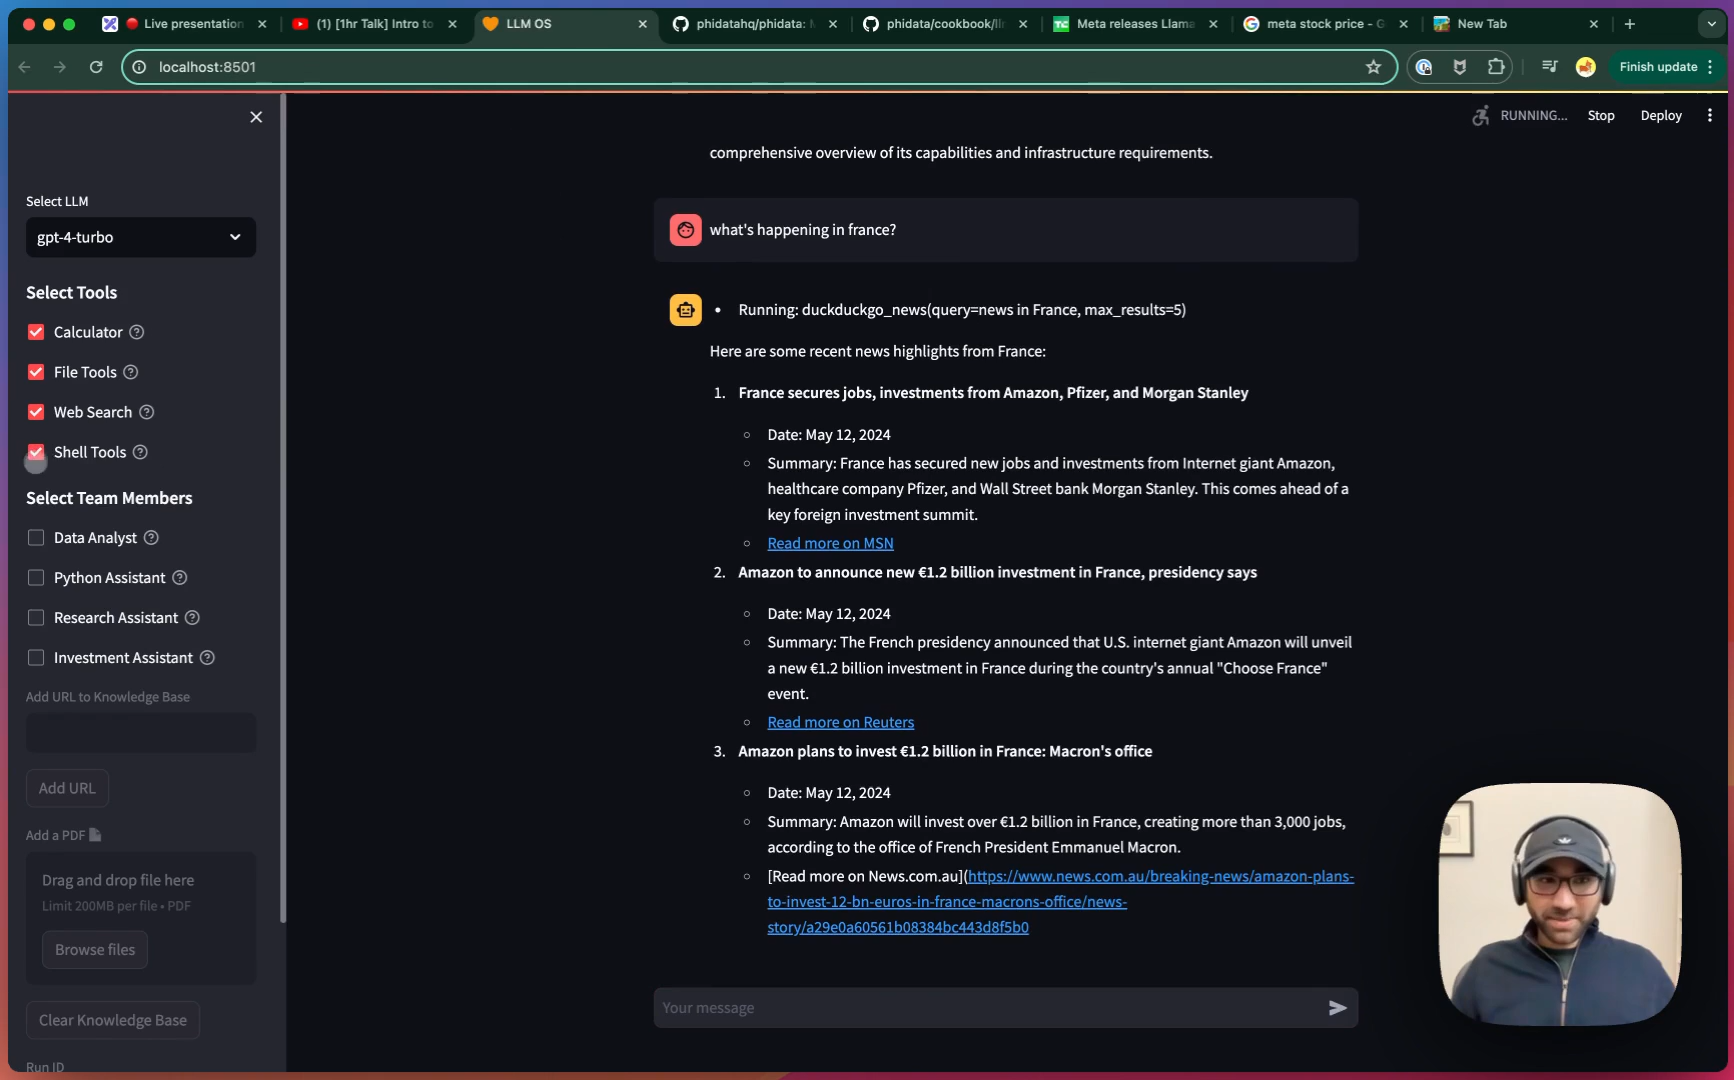 Live presentation
(1) [1hr Talk] Intro to
LLM OS
phidatahq/phidata:
phidata/cookbook/
Meta releases Llama
meta stock price -
New Tab
localhost:8501
Finish update
RUNNING...
Stop
Deploy
Select LLM
gpt-4-turbo
Select Tools
Calculator
File Tools
Web Search
Shell Tools
Select Team Members
Data Analyst
Python Assistant
Research Assistant
Investment Assistant
Add URL to Knowledge Base
Add URL
Add a PDF
Drag and drop file here
Limit 200MB per file • PDF
Browse files
Clear Knowledge Base
Run ID
comprehensive overview of its capabilities and infrastructure requirements.
what's happening in france?
• Running: duckduckgo_news(query=news in France, max_results=5)
Here are some recent news highlights from France:
1. France secures jobs, investments from Amazon, Pfizer, and Morgan Stanley
Date: May 12, 2024
Summary: France has secured new jobs and investments from Internet giant Amazon,
healthcare company Pfizer, and Wall Street bank Morgan Stanley. This comes ahead of a
key foreign investment summit.
Read more on MSN
2. Amazon to announce new €1.2 billion investment in France, presidency says
Date: May 12, 2024
Summary: The French presidency announced that U.S. internet giant Amazon will unveil
a new €1.2 billion investment in France during the country's annual "Choose France"
event.
Read more on Reuters
3. Amazon plans to invest €1.2 billion in France: Macron's office
Date: May 12, 2024
Summary: Amazon will invest over €1.2 billion in France, creating more than 3,000 jobs,
according to the office of French President Emmanuel Macron.
[Read more on News.com.au](https://www.news.com.au/breaking-news/amazon-plans-
to-invest-12-bn-euros-in-france-macrons-office/news-
story/a29e0a60561b08384bc443d8f5b0
Your message